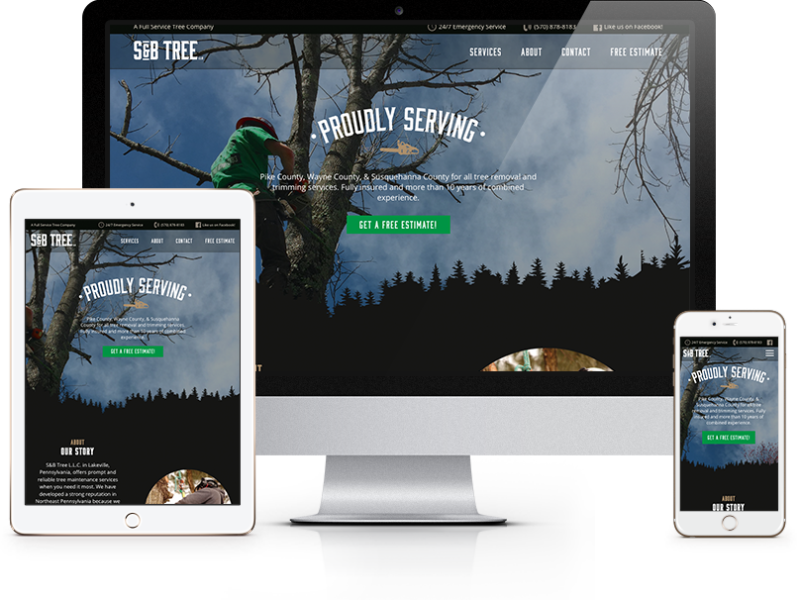 A Full Service Tree Company
24/7 Emergency Service
(570) 878-8183
Like us on Facebook!
S&B TREE
SERVICES
ABOUT
CONTACT
FREE ESTIMATE
· PROUDLY SERVING ·
Pike County, Wayne County, & Susquehanna County for all tree removal and
trimming services. Fully insured and more than 10 years of combined
experience.
GET A FREE ESTIMATE!
A Full Service Tree Company
24/7 Emergency Service
(570) 878-8183
Like us on Facebook!
S&B TREE
SERVICES
ABOUT
CONTACT
FREE ESTIMATE
· PROUDLY SERVING ·
Pike County, Wayne County, & Susquehanna
County for all tree removal and trimming services.
Fully insured and more than 10 years of combined
experience.
GET A FREE ESTIMATE!
ABOUT
OUR STORY
S&B Tree L.L.C. in Lakeville,
Pennsylvania, offers prompt and
reliable tree maintenance services
when you need it most. We have
developed a strong reputation in
Northeast Pennsylvania because we
24/7 Emergency Service
(570) 878-8183
S&B TREE
· PROUDLY SERVING ·
Pike County, Wayne County, &
Susquehanna County for all tree
removal and trimming services. Fully
insured and more than 10 years of
combined experience.
GET A FREE ESTIMATE!
ABOUT
OUR STORY